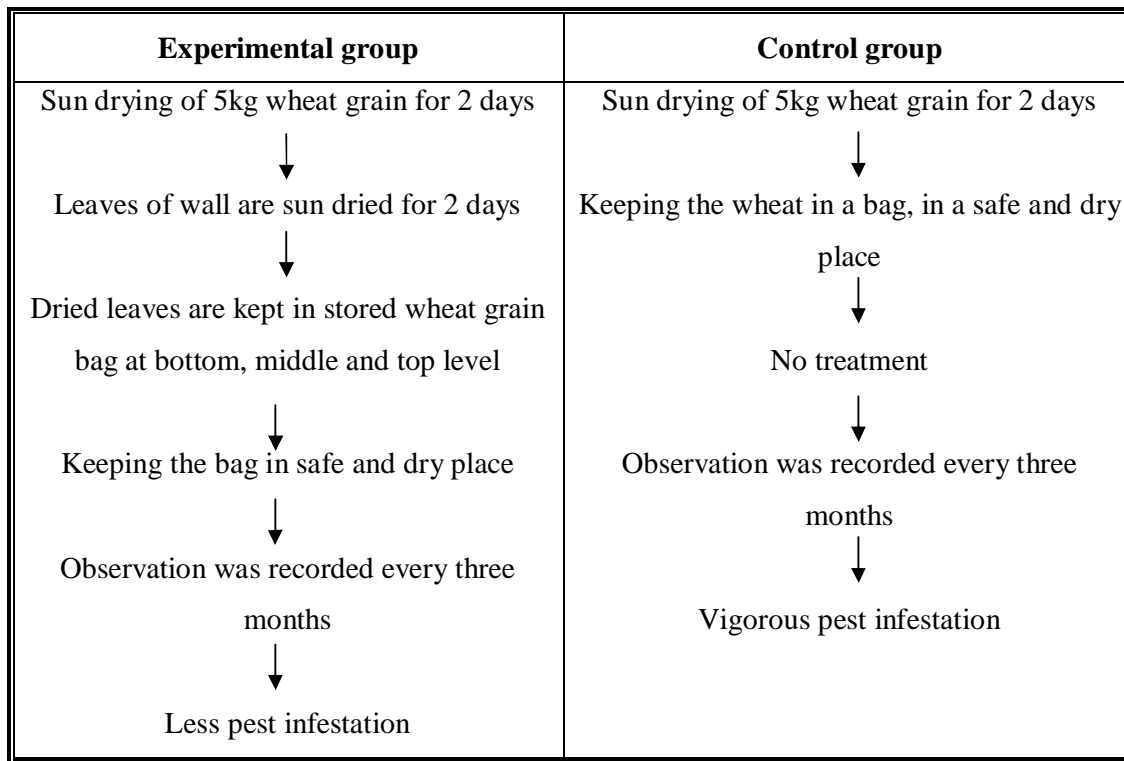 Experimental group
Control group
Sun drying of 5kg wheat grain for 2 days
Leaves of wall are sun dried for 2 days
Dried leaves are kept in stored wheat grain
bag at bottom, middle and top level
Keeping the bag in safe and dry place
Observation was recorded every three
months
Less pest infestation
Sun drying of 5kg wheat grain for 2 days
Keeping the wheat in a bag, in a safe and dry
place
No treatment
Observation was recorded every three
months
Vigorous pest infestation